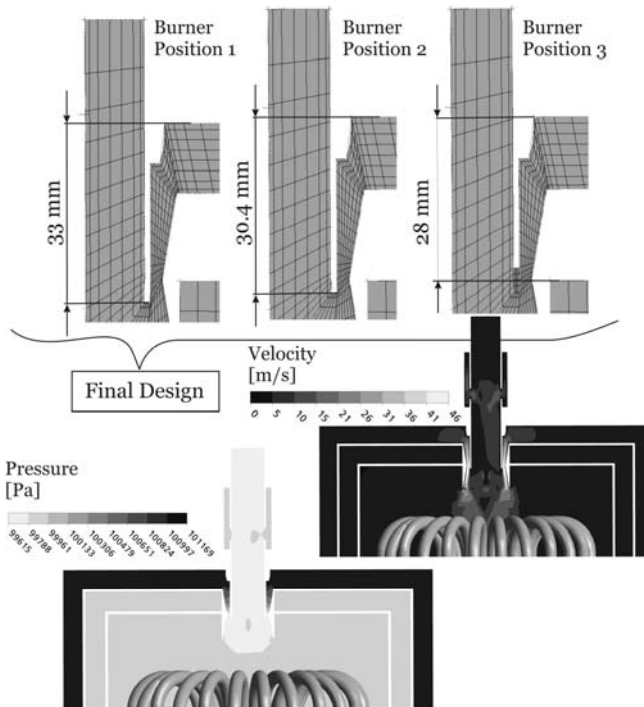 Burner
Position 1
Burner
Position 2
Burner
Position 3
33 mm
30.4 mm
28 mm
Final Design
Velocity
[m/s]
0 5 10 15 21 26 31 36 41 46
Pressure
[Pa]
99615 99788 99961 100133 100306 100479 100651 100824 100997 101169